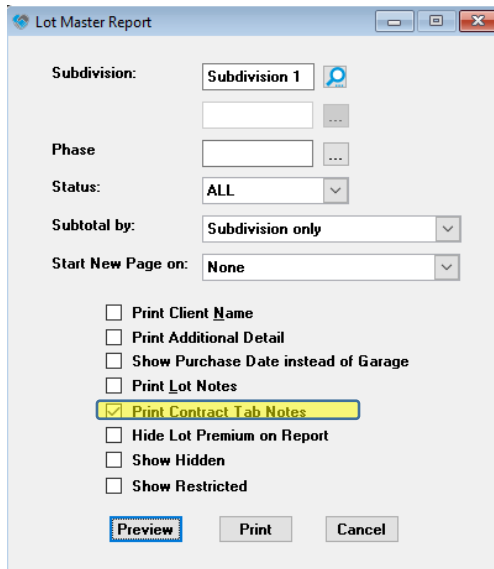 Lot Master Report
Subdivision: Subdivision 1
...
Phase ...
Status: ALL
Subtotal by: Subdivision only
Start New Page on: None
Print Client Name
Print Additional Detail
Show Purchase Date instead of Garage
Print Lot Notes
Print Contract Tab Notes
Hide Lot Premium on Report
Show Hidden
Show Restricted
Preview Print Cancel